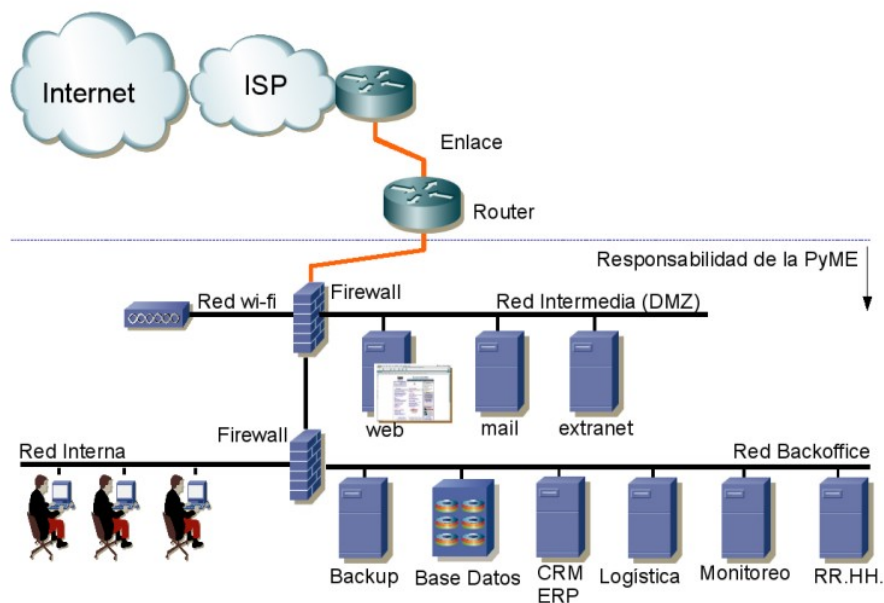 Internet
ISP
Enlace
Router
Responsabilidad de la PyME
Red wi-fi
Firewall
Red Intermedia (DMZ)
web
mail
extranet
Red Interna
Firewall
Red Backoffice
Backup
Base Datos
CRM
ERP
Logística
Monitoreo
RR.HH.